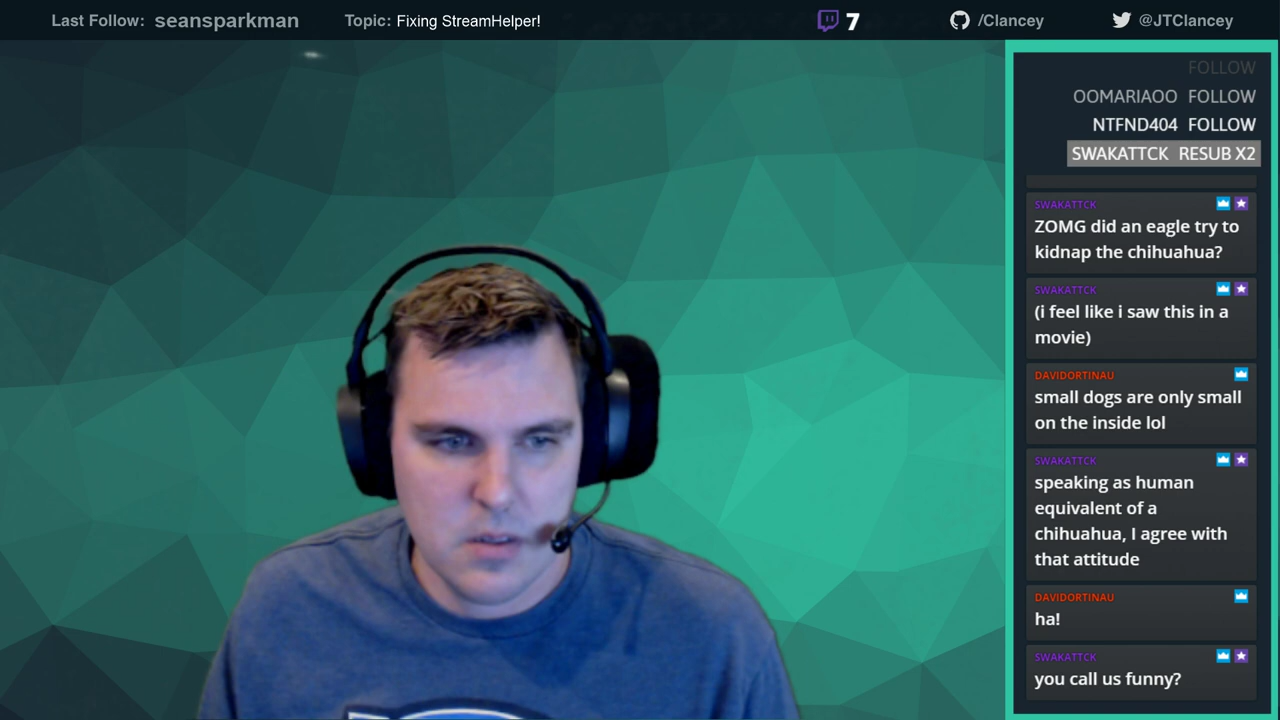 Last Follow: seansparkman Topic: Fixing StreamHelper! 7 /Clancey @JTClancey
FOLLOW
OOMARIAOO FOLLOW
NTFND404 FOLLOW
SWAKATTCK RESUB X2
SWAKATTCK
ZOMG did an eagle try to
kidnap the chihuahua?
SWAKATTCK
(i feel like i saw this in a
movie)
DAVIDORTINAU
small dogs are only small
on the inside lol
SWAKATTCK
speaking as human
equivalent of a
chihuahua, I agree with
that attitude
DAVIDORTINAU
ha!
SWAKATTCK
you call us funny?